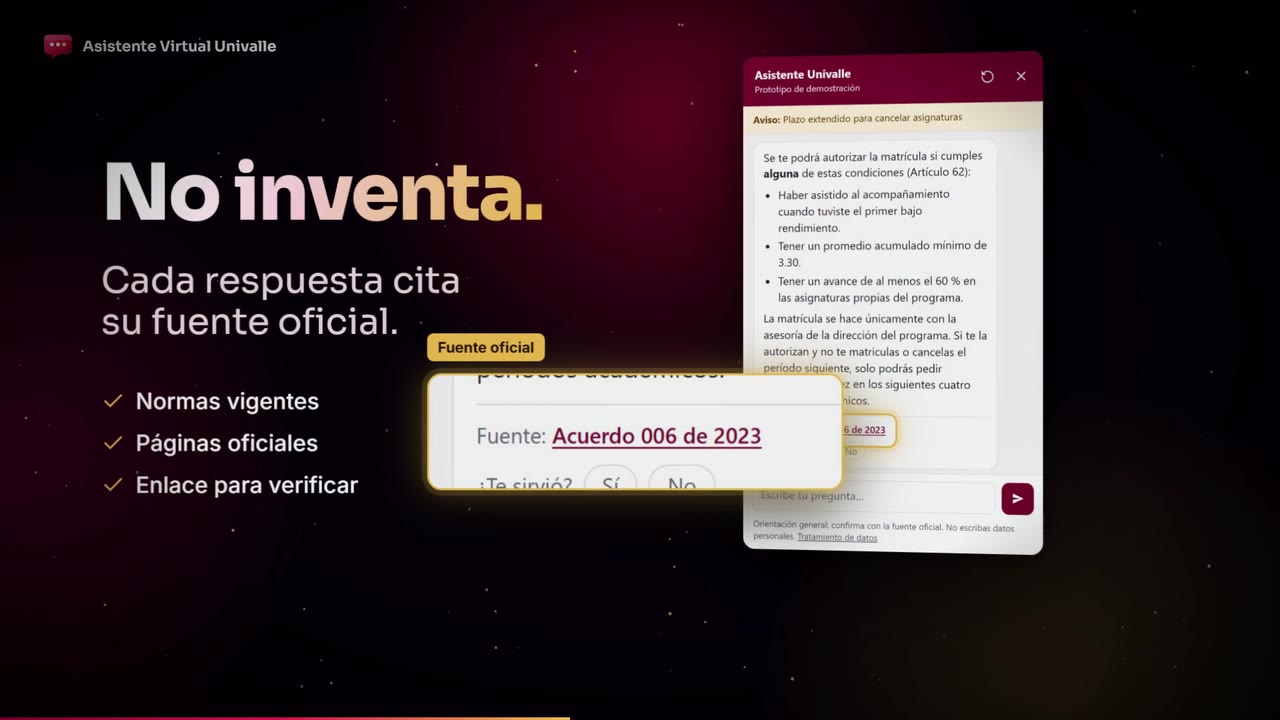 Asistente Virtual Univalle
No inventa.
Cada respuesta cita
su fuente oficial.
Normas vigentes
Páginas oficiales
Enlace para verificar
Fuente oficial
períodos académicos.
Fuente: Acuerdo 006 de 2023
¿Te sirvió? Sí No
Asistente Univalle
Prototipo de demostración
Aviso: Plazo extendido para cancelar asignaturas
Se te podrá autorizar la matrícula si cumples
alguna de estas condiciones (Artículo 62):
Haber asistido al acompañamiento
cuando tuviste el primer bajo
rendimiento.
Tener un promedio acumulado mínimo de
3.30.
Tener un avance de al menos el 60 % en
las asignaturas propias del programa.
La matrícula se hace únicamente con la
asesoría de la dirección del programa. Si te la
autorizan y no te matriculas o cancelas el
período siguiente, solo podrás pedir
en los siguientes cuatro
6 de 2023
No
Escribe tu pregunta...
Orientación general; confirma con la fuente oficial. No escribas datos
personales. Tratamiento de datos